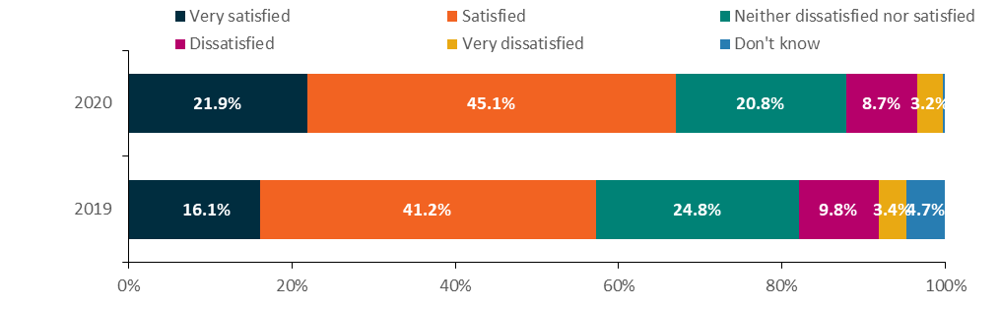 Very satisfied Satisfied Neither dissatisfied nor satisfied
Dissatisfied Very dissatisfied Don't know
2020 21.9% 45.1% 20.8% 8.7% 3.2%
2019 16.1% 41.2% 24.8% 9.8% 3.4% 4.7%
0% 20% 40% 60% 80% 100%